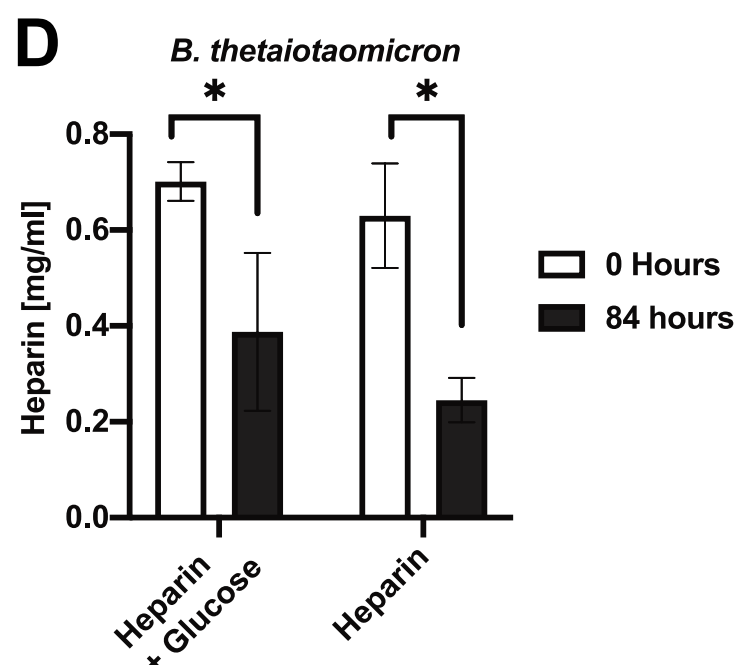 D
B. thetaiotaomicron
* *
0.8
0.6
0.4
0.2
0.0
Heparin [mg/ml]
0 Hours
84 hours
Heparin
+ Glucose
Heparin